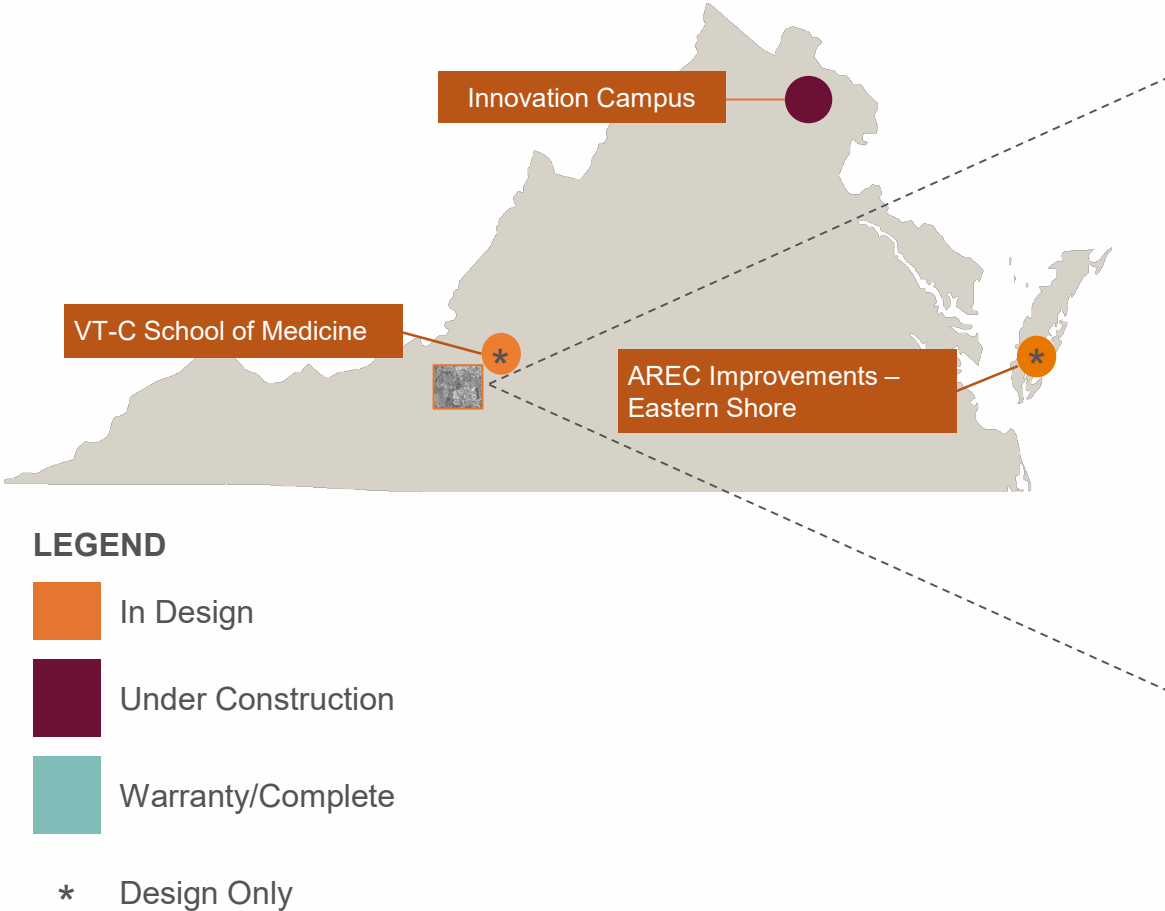 Innovation Campus
VT-C School of Medicine
*
AREC Improvements –
Eastern Shore
*
LEGEND
In Design
Under Construction
Warranty/Complete
* Design Only